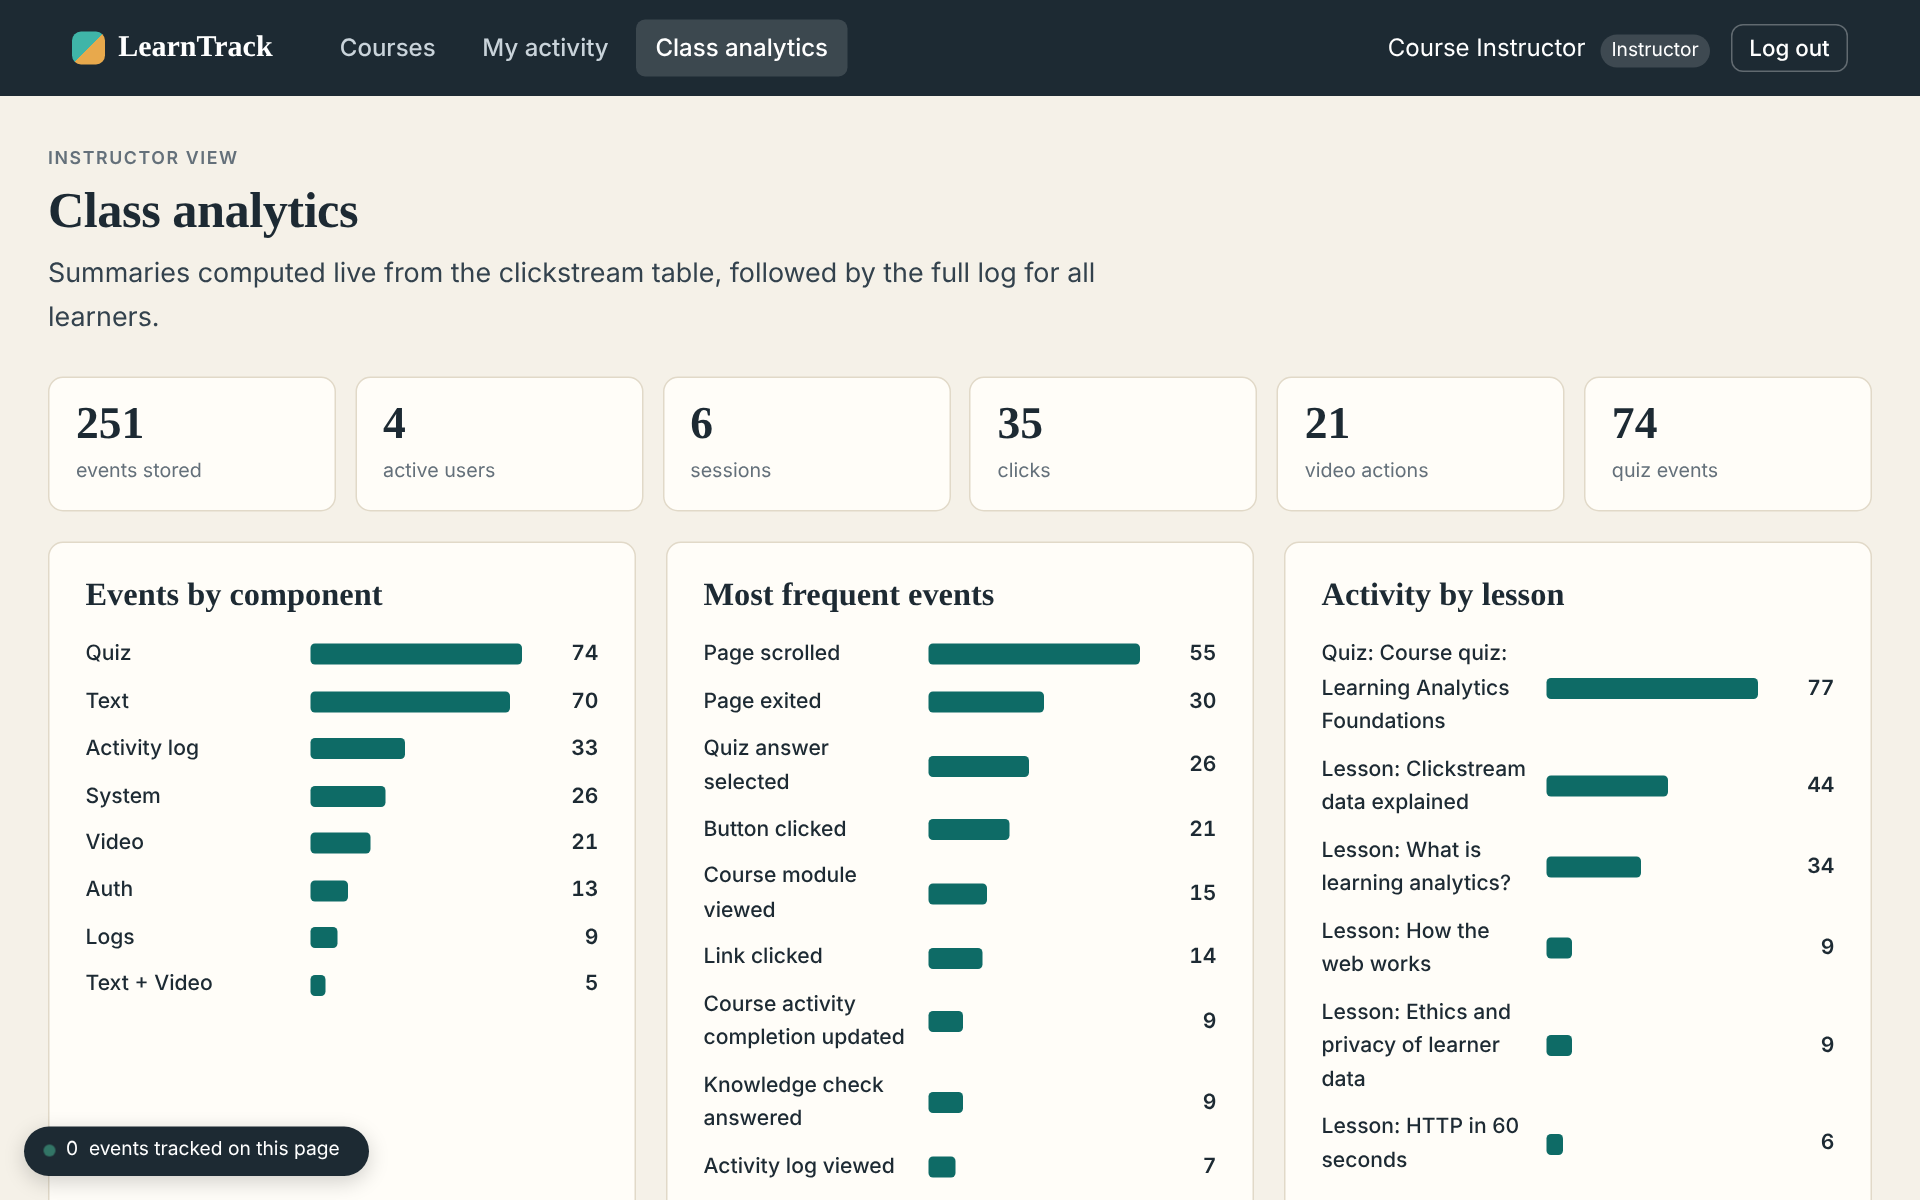 LearnTrack
Courses
My activity
Class analytics
Course Instructor
Instructor
Log out
INSTRUCTOR VIEW
Class analytics
Summaries computed live from the clickstream table, followed by the full log for all
learners.
251
events stored
4
active users
6
sessions
35
clicks
21
video actions
74
quiz events
Events by component
Quiz 74
Text 70
Activity log 33
System 26
Video 21
Auth 13
Logs 9
Text + Video 5
Most frequent events
Page scrolled 55
Page exited 30
Quiz answer
selected 26
Button clicked 21
Course module
viewed 15
Link clicked 14
Course activity
completion updated 9
Knowledge check
answered 9
Activity log viewed 7
Activity by lesson
Quiz: Course quiz:
Learning Analytics 77
Foundations
Lesson: Clickstream
data explained 44
Lesson: What is
learning analytics? 34
Lesson: How the
web works 9
Lesson: Ethics and
privacy of learner 9
data
Lesson: HTTP in 60
seconds 6
0 events tracked on this page